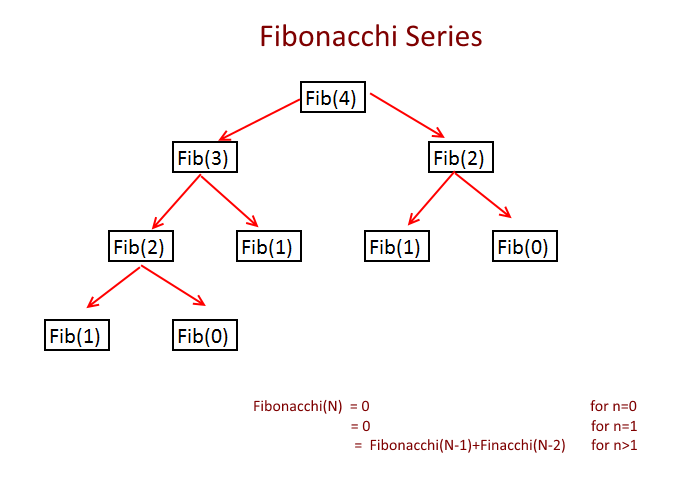 Fibonacchi Series
Fib(4)
Fib(3) Fib(2)
Fib(2) Fib(1) Fib(1) Fib(0)
Fib(1) Fib(0)
Fibonacchi(N) = 0 for n=0
= 0 for n=1
= Fibonacchi(N-1)+Finacchi(N-2) for n>1